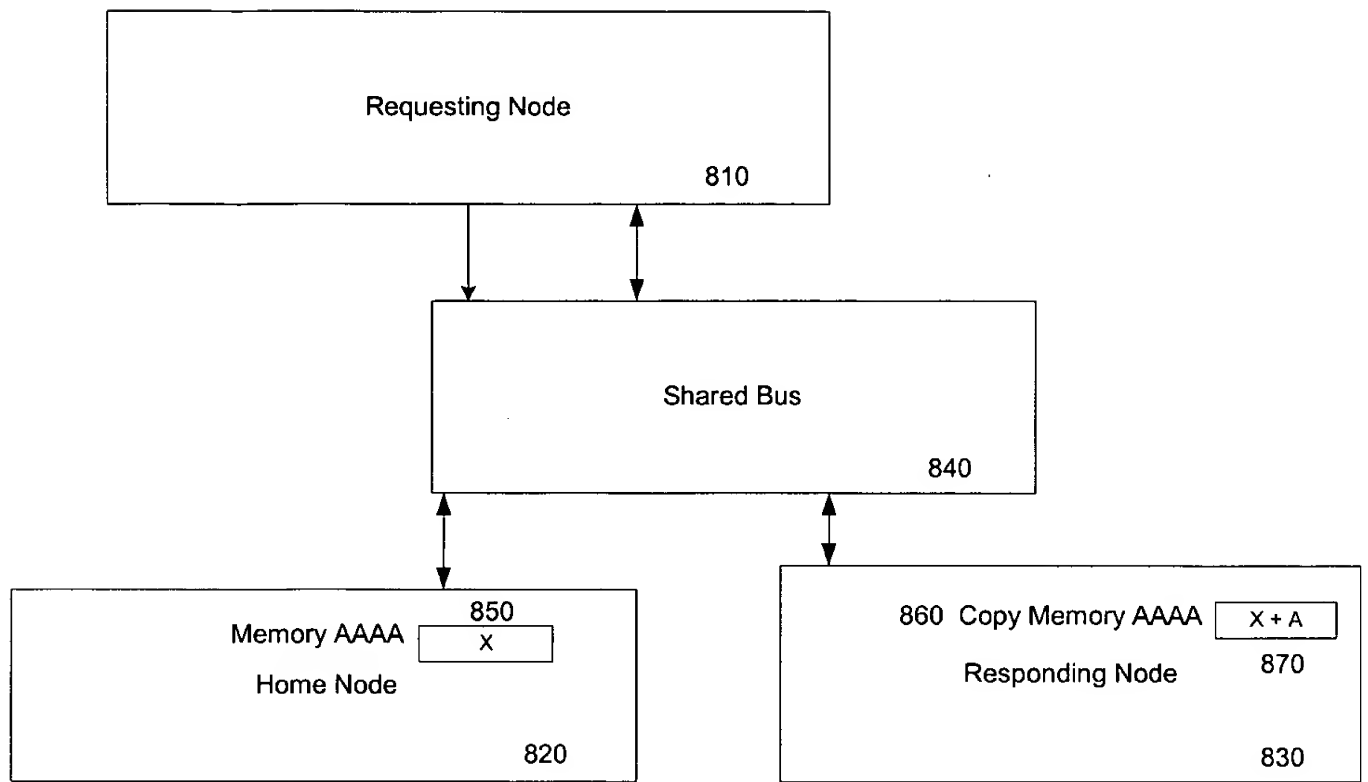 Requesting Node
810
Shared Bus
840
850
Memory AAAA X
Home Node
820
860 Copy Memory AAAA X + A
Responding Node 870
830